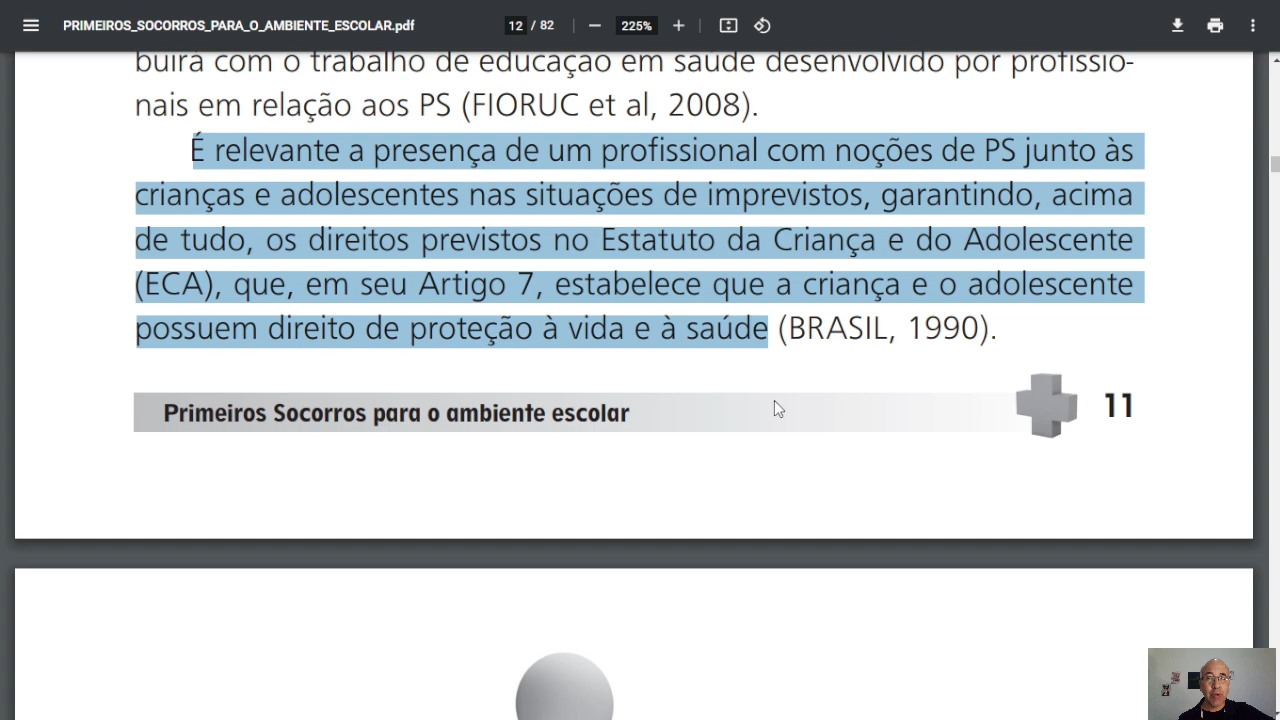 PRIMEIROS_SOCORROS_PARA_O_AMBIENTE_ESCOLAR.pdf
12 / 82
225%
buirá com o trabalho de educação em saúde desenvolvido por profissio-
nais em relação aos PS (FIORUC et al, 2008).
É relevante a presença de um profissional com noções de PS junto às
crianças e adolescentes nas situações de imprevistos, garantindo, acima
de tudo, os direitos previstos no Estatuto da Criança e do Adolescente
(ECA), que, em seu Artigo 7, estabelece que a criança e o adolescente
possuem direito de proteção à vida e à saúde (BRASIL, 1990).
Primeiros Socorros para o ambiente escolar
11